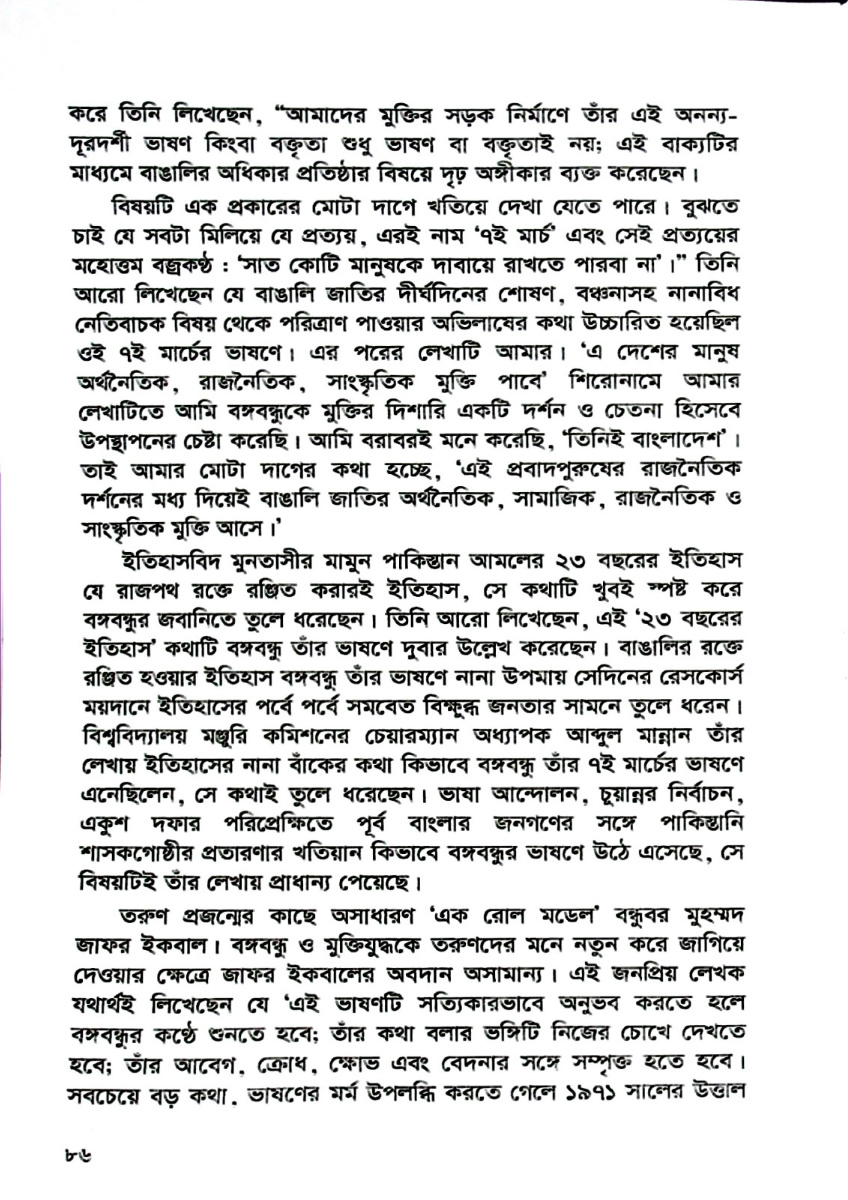 করে তিনি লিখেছেন, “আমাদের মুক্তির সড়ক নির্মাণে তাঁর এই অনন্য-
দূরদর্শী ভাষণ কিংবা বক্তৃতা শুধু ভাষণ বা বক্তৃতাই নয়; এই বাক্যটির
মাধ্যমে বাঙালির অধিকার প্রতিষ্ঠার বিষয়ে দৃঢ় অঙ্গীকার ব্যক্ত করেছেন।
বিষয়টি এক প্রকারের মোটা দাগে খতিয়ে দেখা যেতে পারে। বুঝতে
চাই যে সবটা মিলিয়ে যে প্রত্যয়, এরই নাম ‘৭ই মার্চ’ এবং সেই প্রত্যয়ের
মহোত্তম বজ্রকণ্ঠ : ‘সাত কোটি মানুষকে দাবায়ে রাখতে পারবা না’।” তিনি
আরো লিখেছেন যে বাঙালি জাতির দীর্ঘদিনের শোষণ, বঞ্চনাসহ নানাবিধ
নেতিবাচক বিষয় থেকে পরিত্রাণ পাওয়ার অভিলাষের কথা উচ্চারিত হয়েছিল
ওই ৭ই মার্চের ভাষণে। এর পরের লেখাটি আমার। ‘এ দেশের মানুষ
অর্থনৈতিক, রাজনৈতিক, সাংস্কৃতিক মুক্তি পাবে’ শিরোনামে আমার
লেখাটিতে আমি বঙ্গবন্ধুকে মুক্তির দিশারি একটি দর্শন ও চেতনা হিসেবে
উপস্থাপনের চেষ্টা করেছি। আমি বরাবরই মনে করেছি, ‘তিনিই বাংলাদেশ’।
তাই আমার মোটা দাগের কথা হচ্ছে, ‘এই প্রবাদপুরুষের রাজনৈতিক
দর্শনের মধ্য দিয়েই বাঙালি জাতির অর্থনৈতিক, সামাজিক, রাজনৈতিক ও
সাংস্কৃতিক মুক্তি আসে।’
ইতিহাসবিদ মুনতাসীর মামুন পাকিস্তান আমলের ২৩ বছরের ইতিহাস
যে রাজপথ রক্তে রঞ্জিত করারই ইতিহাস, সে কথাটি খুবই স্পষ্ট করে
বঙ্গবন্ধুর জবানিতে তুলে ধরেছেন। তিনি আরো লিখেছেন, এই ‘২৩ বছরের
ইতিহাস’ কথাটি বঙ্গবন্ধু তাঁর ভাষণে দুবার উল্লেখ করেছেন। বাঙালির রক্তে
রঞ্জিত হওয়ার ইতিহাস বঙ্গবন্ধু তাঁর ভাষণে নানা উপমায় সেদিনের রেসকোর্স
ময়দানে ইতিহাসের পর্বে পর্বে সমবেত বিক্ষুব্ধ জনতার সামনে তুলে ধরেন।
বিশ্ববিদ্যালয় মঞ্জুরি কমিশনের চেয়ারম্যান অধ্যাপক আব্দুল মান্নান তাঁর
লেখায় ইতিহাসের নানা বাঁকের কথা কিভাবে বঙ্গবন্ধু তাঁর ৭ই মার্চের ভাষণে
এনেছিলেন, সে কথাই তুলে ধরেছেন। ভাষা আন্দোলন, চুয়ান্নর নির্বাচন,
একুশ দফার পরিপ্রেক্ষিতে পূর্ব বাংলার জনগণের সঙ্গে পাকিস্তানি
শাসকগোষ্ঠীর প্রতারণার খতিয়ান কিভাবে বঙ্গবন্ধুর ভাষণে উঠে এসেছে, সে
বিষয়টিই তাঁর লেখায় প্রাধান্য পেয়েছে।
তরুণ প্রজন্মের কাছে অসাধারণ ‘এক রোল মডেল’ বন্ধুবর মুহম্মদ
জাফর ইকবাল। বঙ্গবন্ধু ও মুক্তিযুদ্ধকে তরুণদের মনে নতুন করে জাগিয়ে
দেওয়ার ক্ষেত্রে জাফর ইকবালের অবদান অসামান্য। এই জনপ্রিয় লেখক
যথার্থই লিখেছেন যে ‘এই ভাষণটি সত্যিকারভাবে অনুভব করতে হলে
বঙ্গবন্ধুর কণ্ঠে শুনতে হবে; তাঁর কথা বলার ভঙ্গিটি নিজের চোখে দেখতে
হবে; তাঁর আবেগ, ক্রোধ, ক্ষোভ এবং বেদনার সঙ্গে সম্পৃক্ত হতে হবে।
সবচেয়ে বড় কথা, ভাষণের মর্ম উপলব্ধি করতে গেলে ১৯৭১ সালের উত্তাল
৮৬